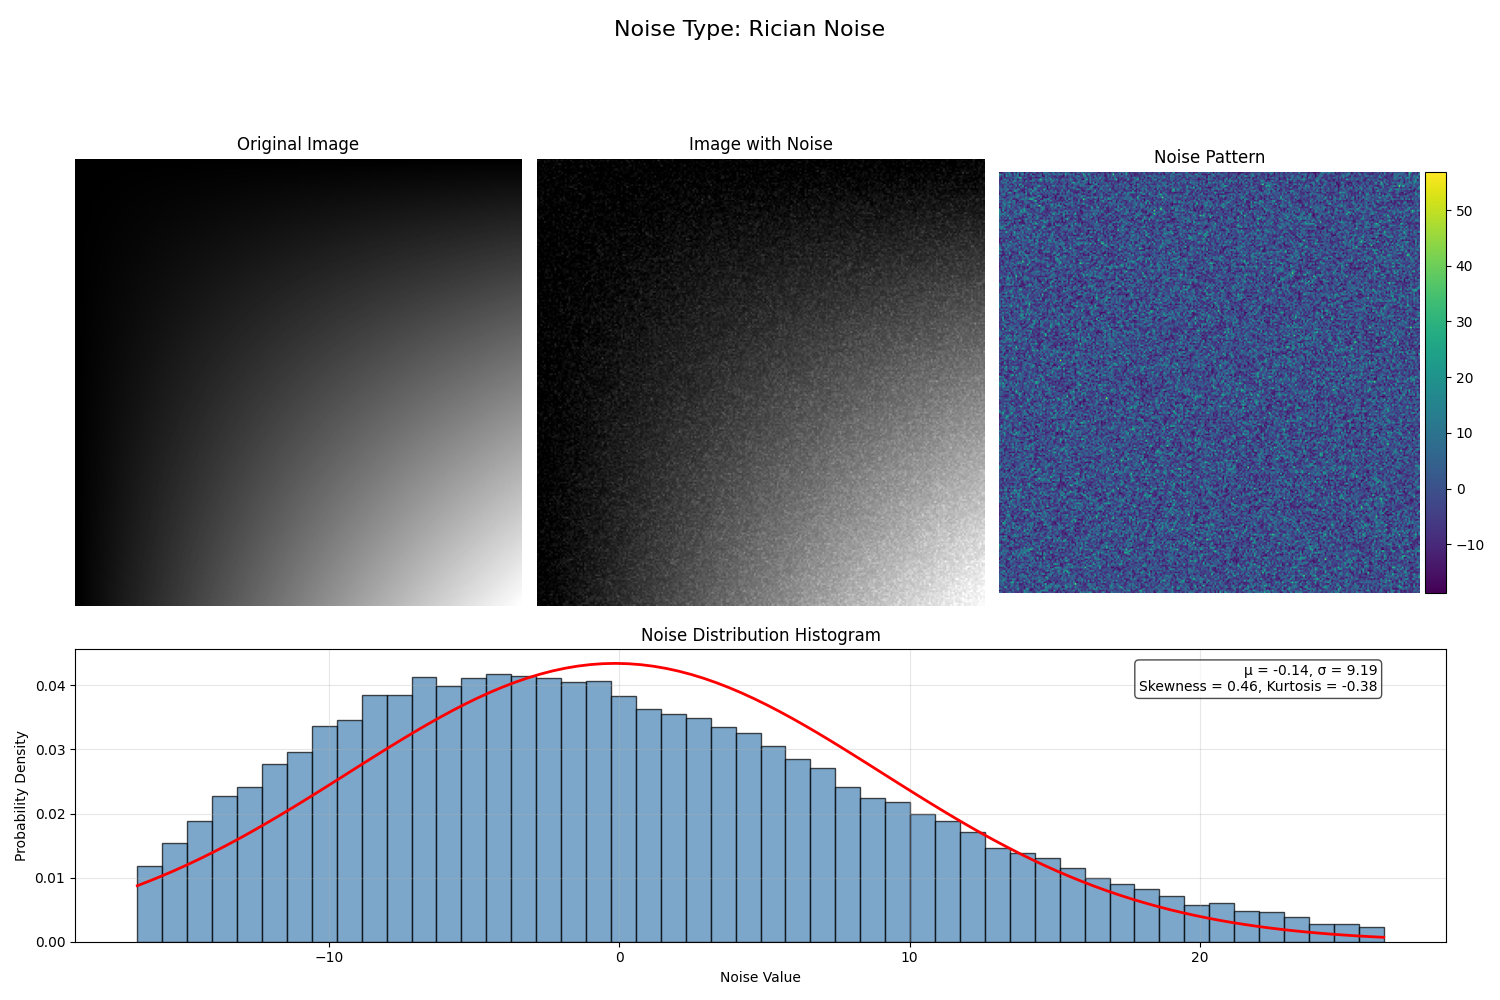 Noise Type: Rician Noise
Original Image
Image with Noise
Noise Pattern
50
40
30
20
10
0
−10
Noise Distribution Histogram
μ = -0.14, σ = 9.19
Skewness = 0.46, Kurtosis = -0.38
Probability Density
0.04
0.03
0.02
0.01
0.00
−10
0
10
20
Noise Value